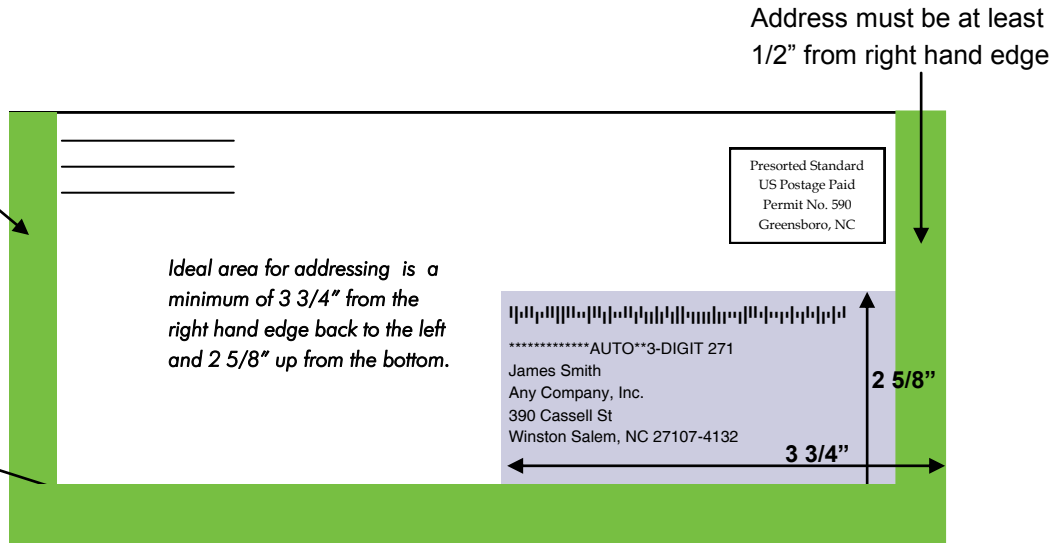 Address must be at least
1/2” from right hand edge
Presorted Standard
US Postage Paid
Permit No. 590
Greensboro, NC
Ideal area for addressing is a
minimum of 3 3/4” from the
right hand edge back to the left
and 2 5/8” up from the bottom.
*************AUTO**3-DIGIT 271
James Smith
Any Company, Inc.
390 Cassell St
Winston Salem, NC 27107-4132
2 5/8”
3 3/4”